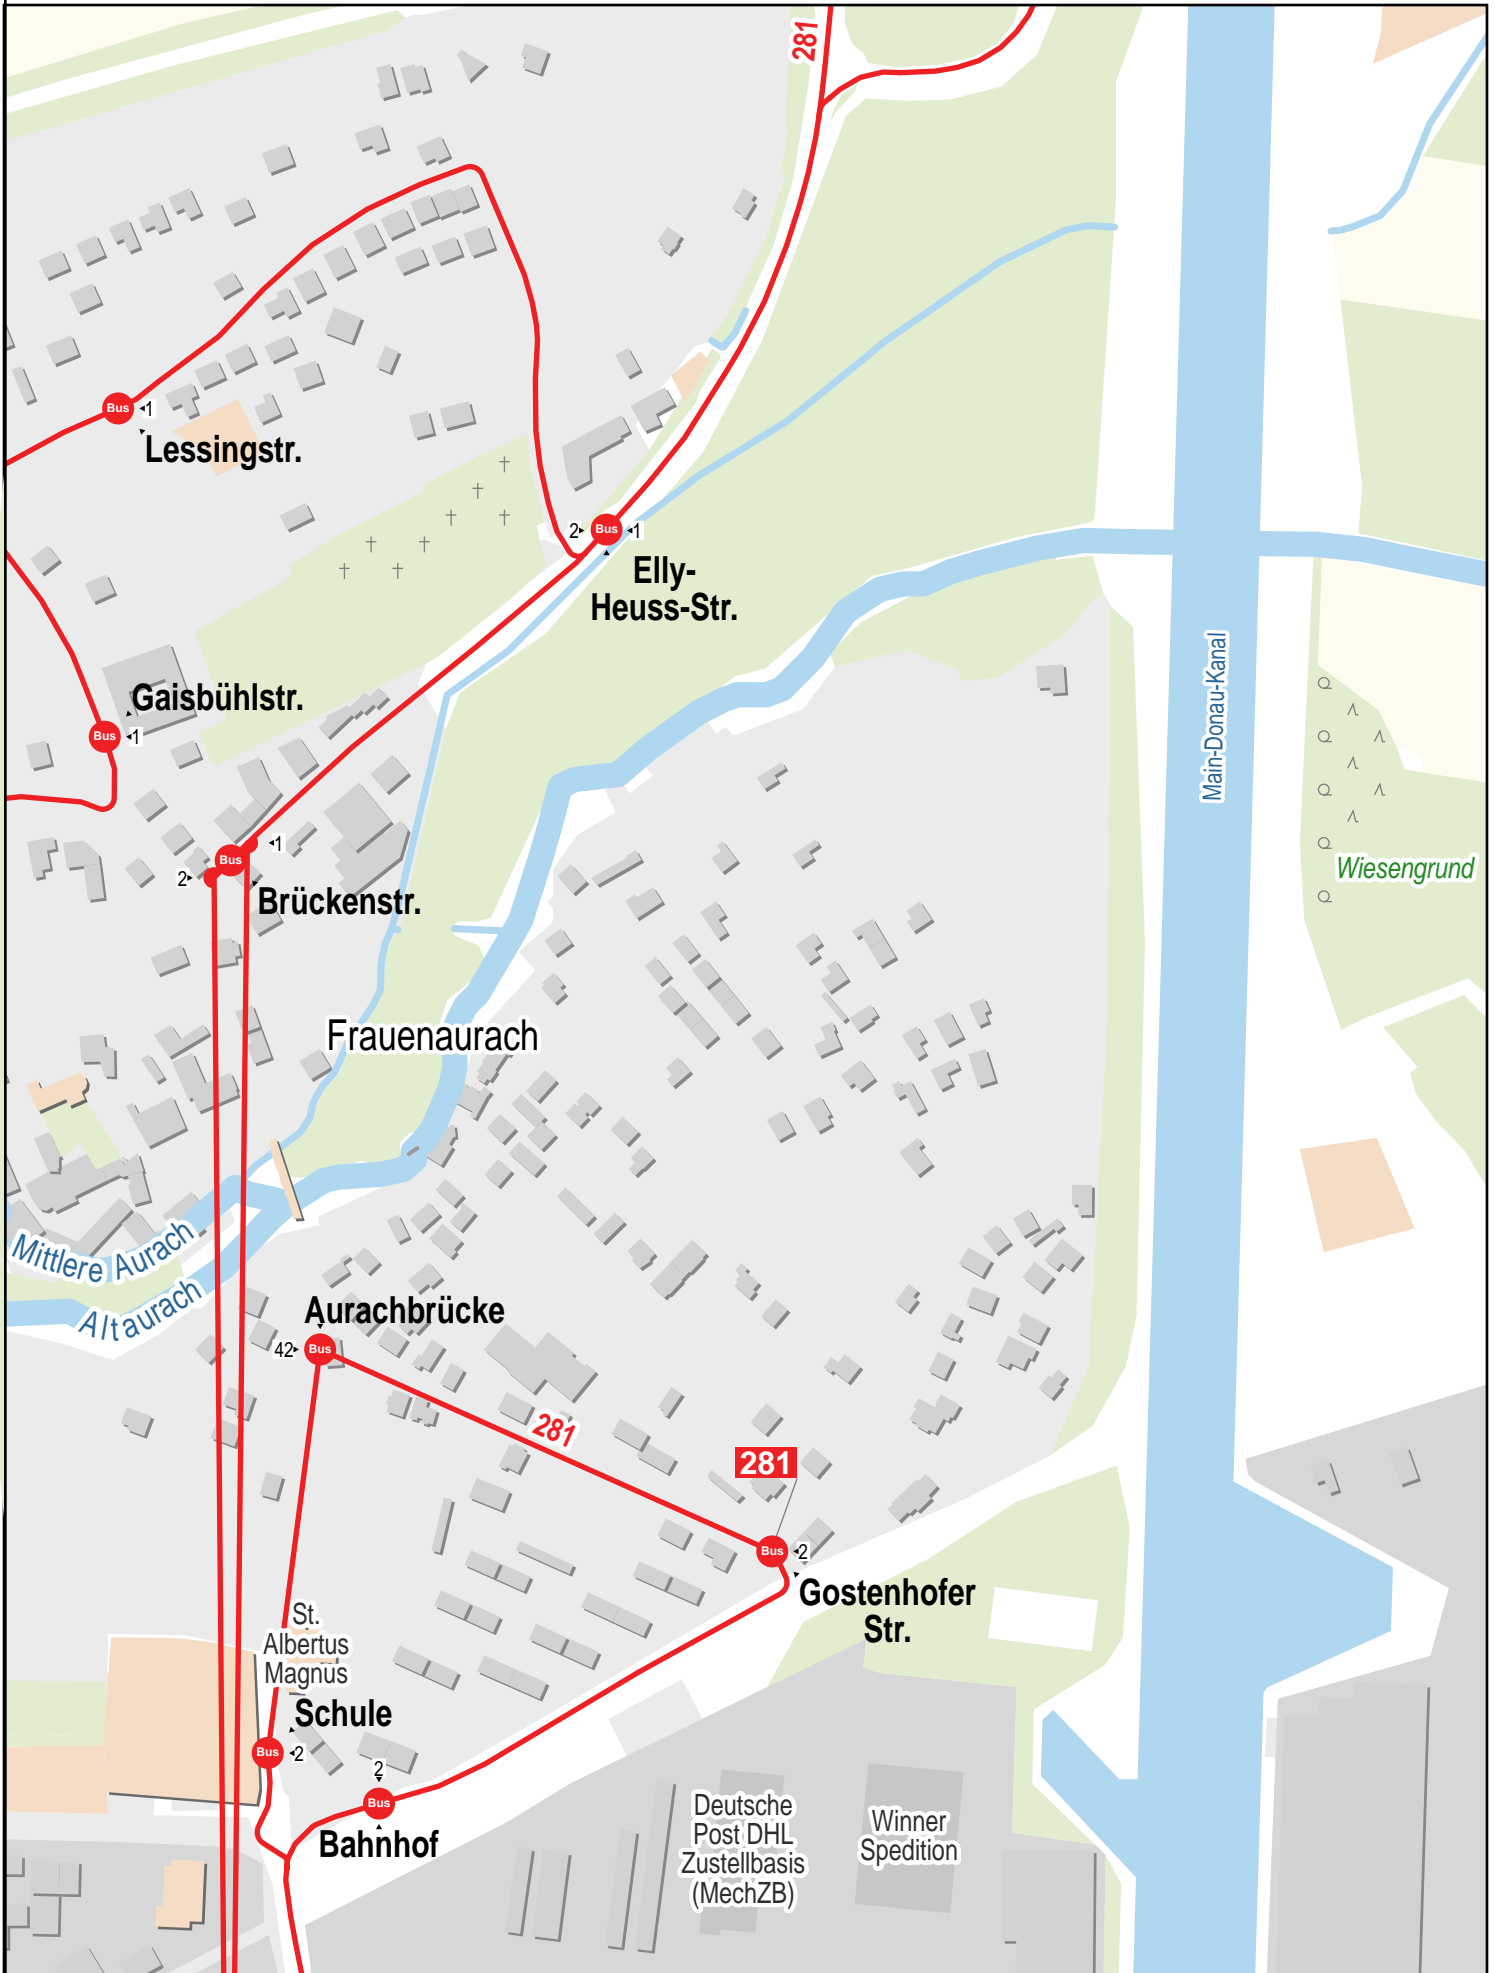 281
Bus
1
Lessingstr.
2
Bus
1
Elly-
Heuss-Str.
Main-Donau-Kanal
Gaisbühlstr.
Bus
1
1
Bus
2
Brückenstr.
Wiesengrund
Frauenaurach
Mittlere Aurach
Altaurach
Aurachbrücke
42
Bus
281
281
Bus
2
Gostenhofer
Str.
St.
Albertus
Magnus
Schule
Bus
2
2
Bus
Bahnhof
Deutsche
Post DHL
Zustellbasis
(MechZB)
Winner
Spedition